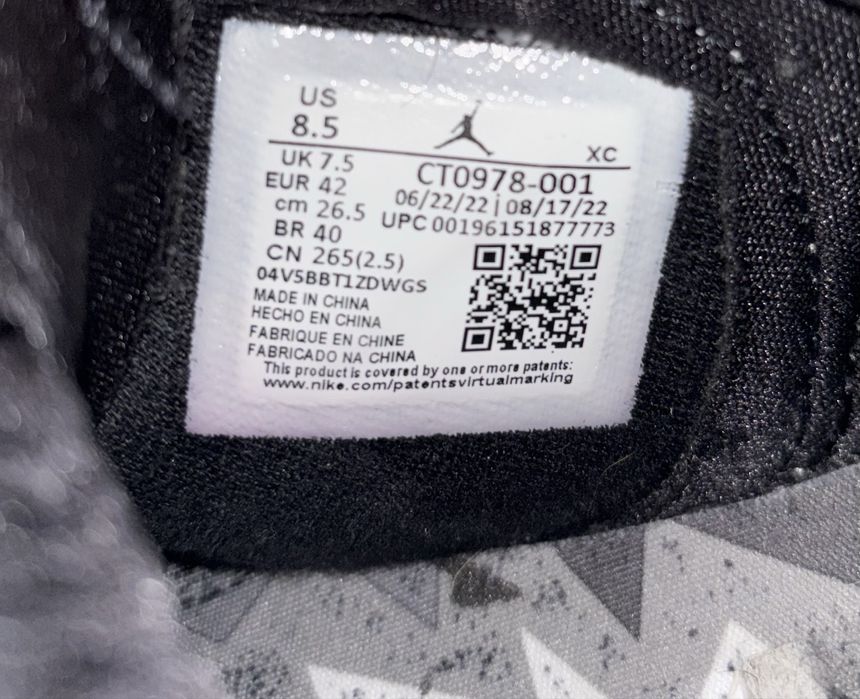 US
8.5
XC
UK 7.5
CT0978-001
EUR 42
06/22/22 | 08/17/22
cm 26.5
UPC 00196151877773
BR 40
CN 265(2.5)
04V5BBT1ZDWGS
MADE IN CHINA
HECHO EN CHINA
FABRIQUE EN CHINE
FABRICADO NA CHINA
This product is covered by one or more patents:
www.nike.com/patentsvirtualmarking